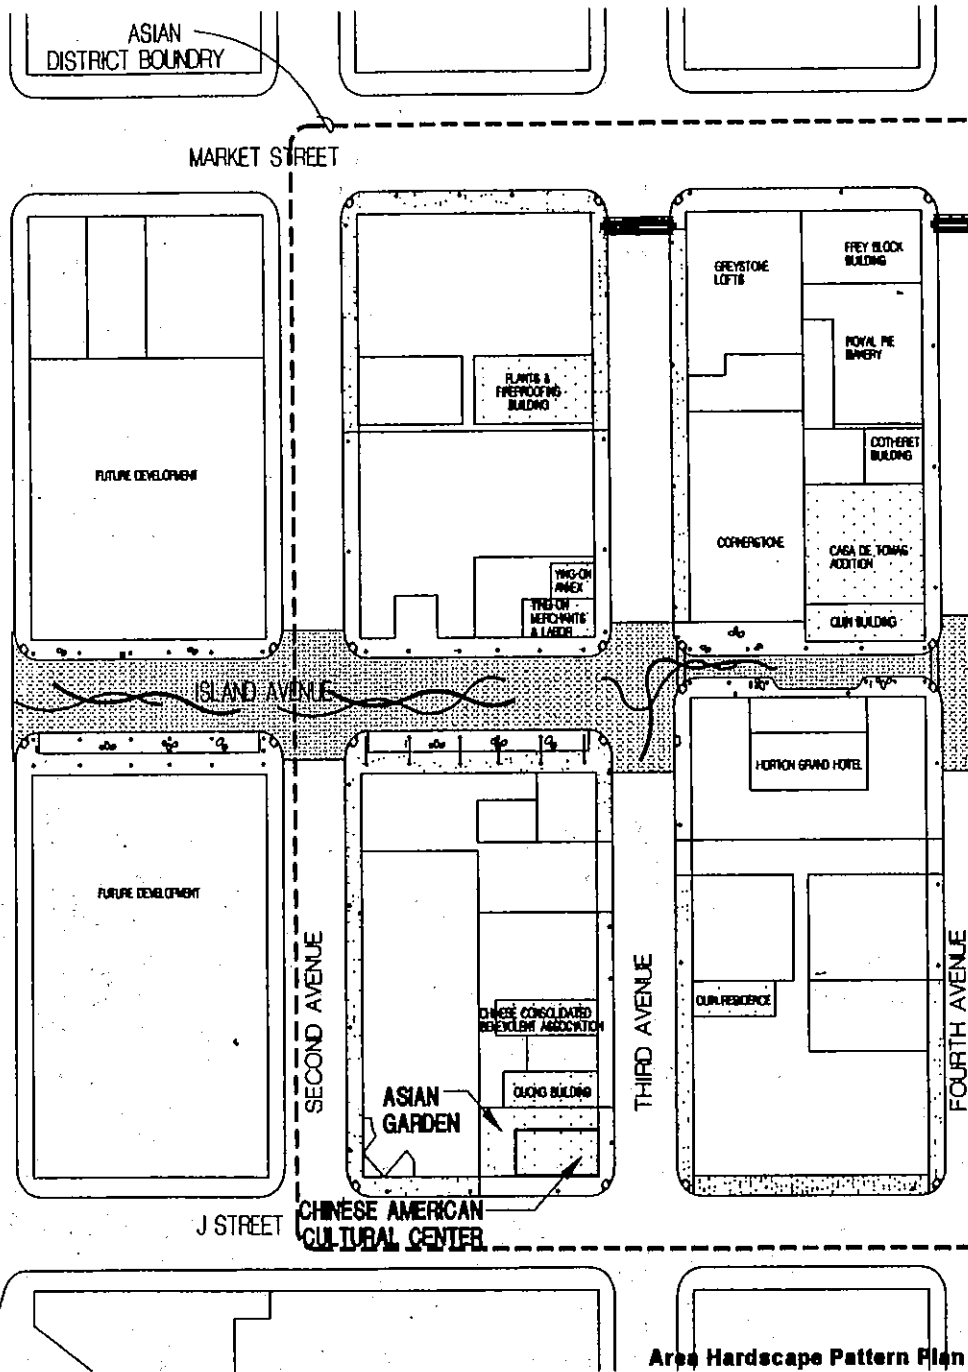 ASIAN
DISTRICT BOUNDRY
MARKET STREET
GREYSTONE
LOFTS
FREY BLOCK
BUILDING
ROYAL PIE
BAKERY
PLANTS &
FIREPROOFING
BUILDING
COTHERET
BUILDING
FUTURE DEVELOPMENT
CORNERSTONE
CASA DE TOMAS
ADDITION
YING-ON
ANNEX
YING-ON
MERCHANTS
& LABOR
QUIN BUILDING
ISLAND AVENUE
HORTON GRAND HOTEL
FUTURE DEVELOPMENT
SECOND AVENUE
THIRD AVENUE
FOURTH AVENUE
QUIN RESIDENCE
CHINESE CONSOLIDATED
BENEVOLENT ASSOCIATION
QUONG BUILDING
ASIAN
GARDEN
CHINESE AMERICAN
CULTURAL CENTER
J STREET
Area Hardscape Pattern Plan